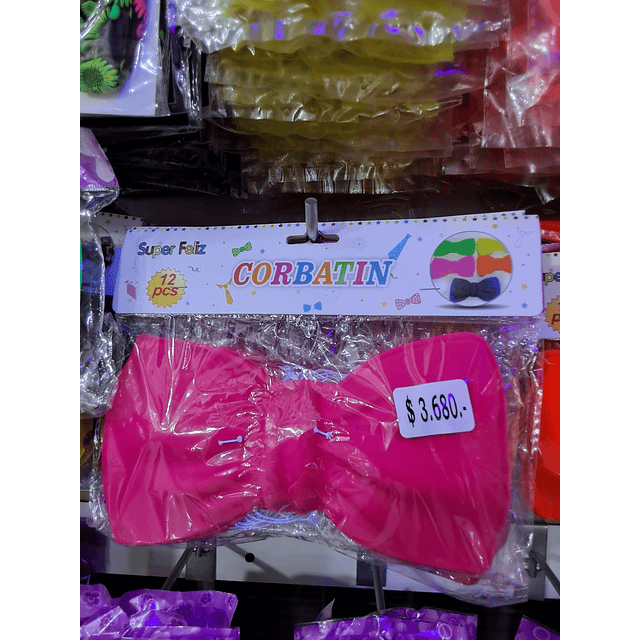 Super Feliz
12
pcs
CORBATIN
$ 3.680.-